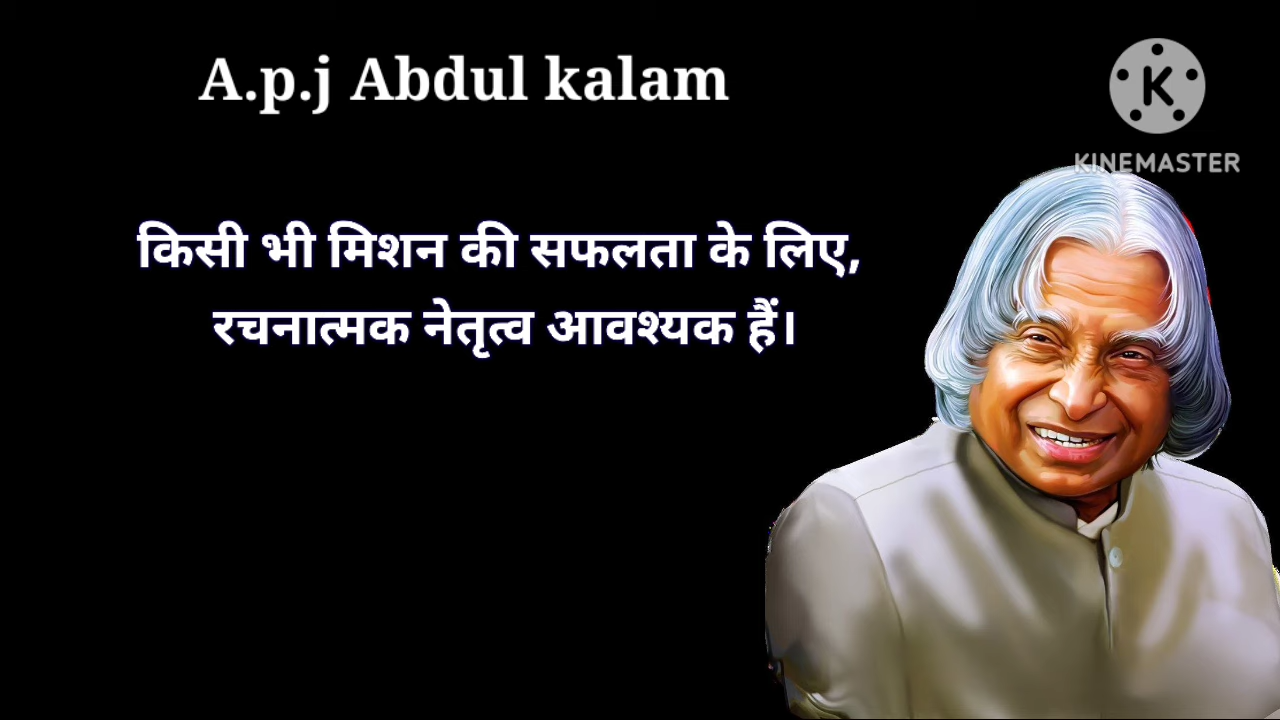 A.p.j Abdul kalam
K
KINEMASTER
किसी भी मिशन की सफलता के लिए,
रचनात्मक नेतृत्व आवश्यक हैं।